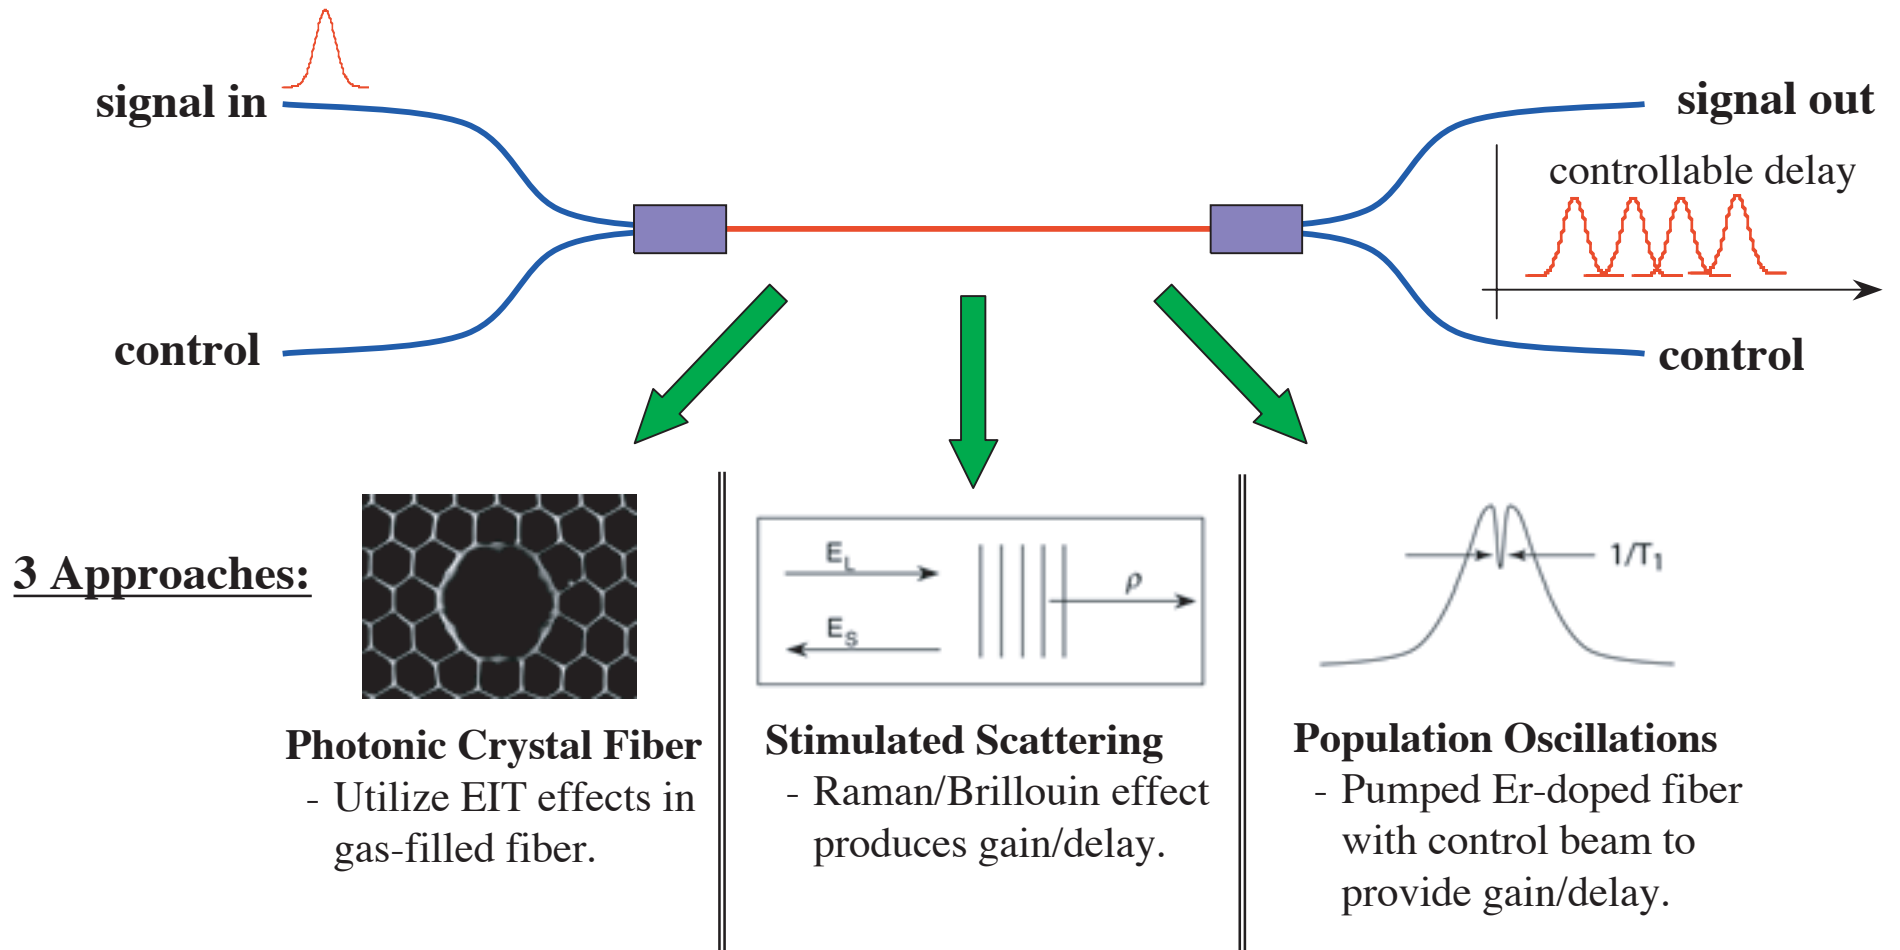 signal in
signal out
controllable delay
control
control
3 Approaches:
E_L
E_S
ρ
1/T_1
Photonic Crystal Fiber
- Utilize EIT effects in
gas-filled fiber.
Stimulated Scattering
- Raman/Brillouin effect
produces gain/delay.
Population Oscillations
- Pumped Er-doped fiber
with control beam to
provide gain/delay.